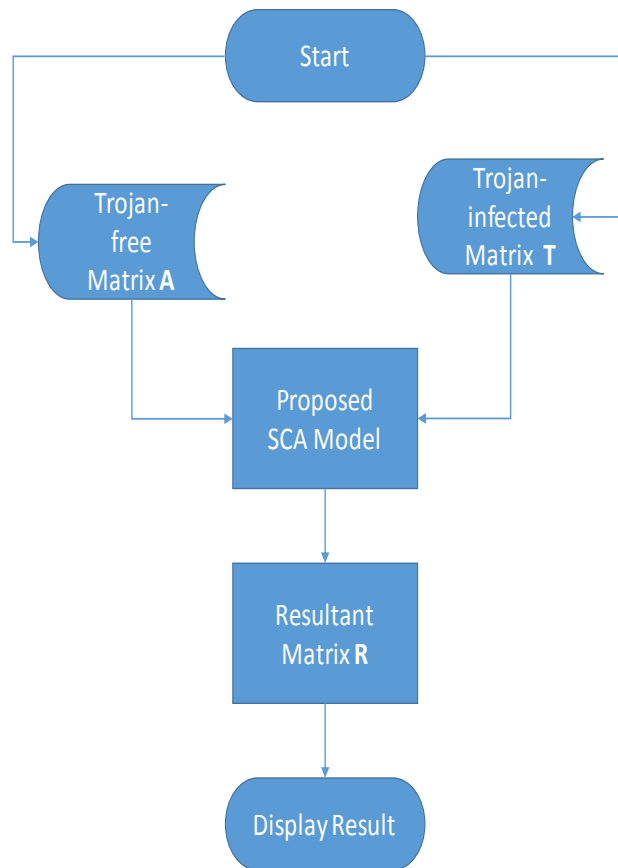 Start
Trojan-
free
Matrix A
Trojan-
infected
Matrix T
Proposed
SCA Model
Resultant
Matrix R
Display Result